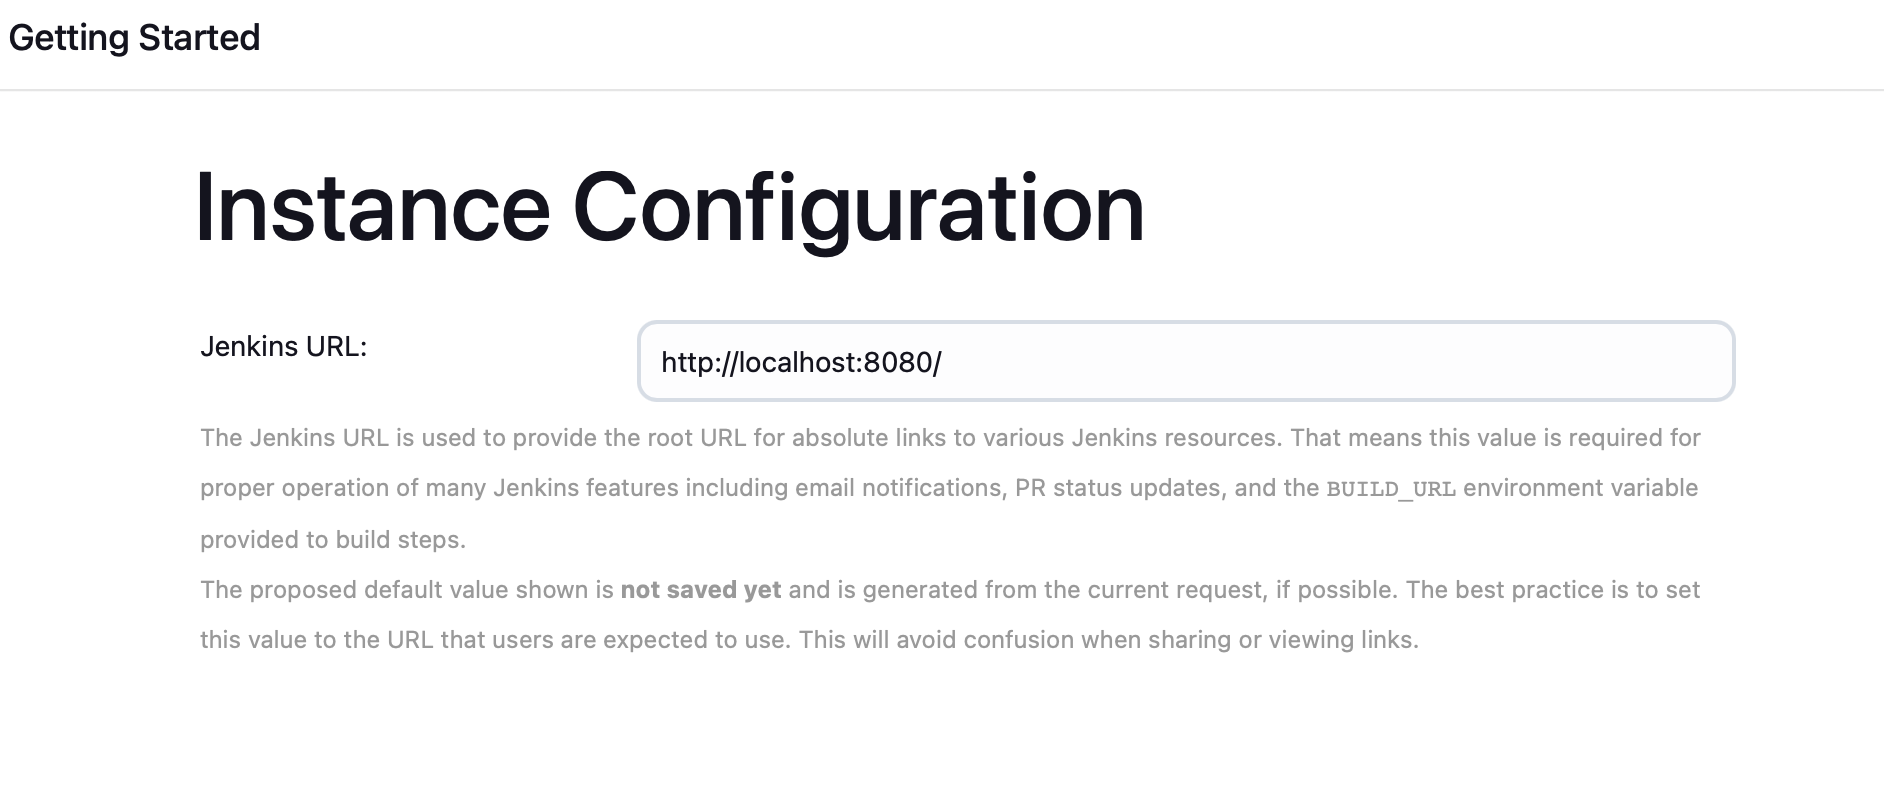 Getting Started
Instance Configuration
Jenkins URL:
http://localhost:8080/
The Jenkins URL is used to provide the root URL for absolute links to various Jenkins resources. That means this value is required for
proper operation of many Jenkins features including email notifications, PR status updates, and the BUILD_URL environment variable
provided to build steps.
The proposed default value shown is not saved yet and is generated from the current request, if possible. The best practice is to set
this value to the URL that users are expected to use. This will avoid confusion when sharing or viewing links.